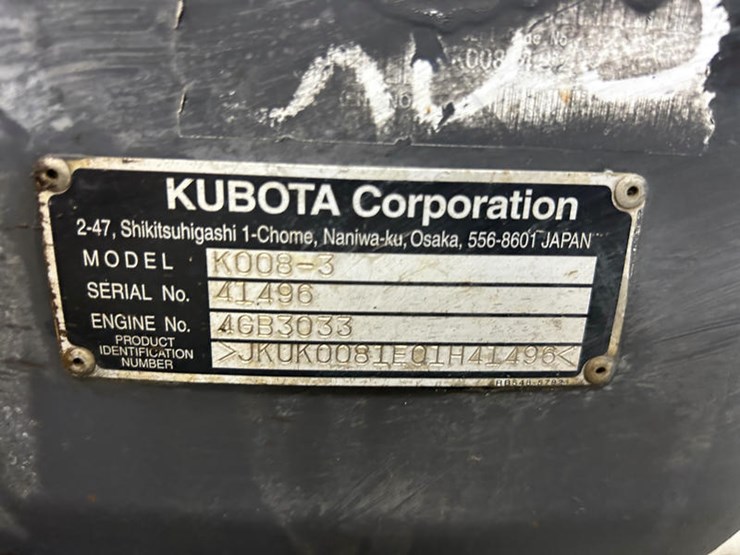 KUBOTA Corporation
2-47, Shikitsuhigashi 1-Chome, Naniwa-ku, Osaka, 556-8601 JAPAN
MODEL K008-3
SERIAL No. 41496
ENGINE No. 4GB3033
PRODUCT IDENTIFICATION NUMBER >JKUK0081E01H41496<